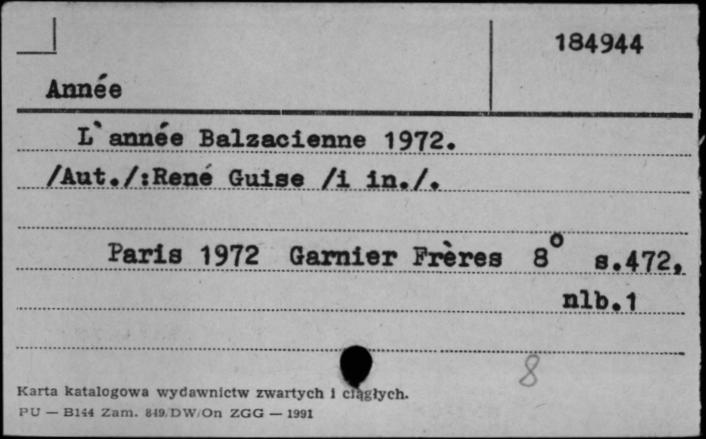 184944
Année
L`année Balzacienne 1972.
/Aut./:René Guise /i in./.
Paris 1972 Garnier Frères 8° s.472,
nlb.1
8
Karta katalogowa wydawnictw zwartych i ciągłych.
PU — B144 Zam. 849/DW/On ZGG — 1991